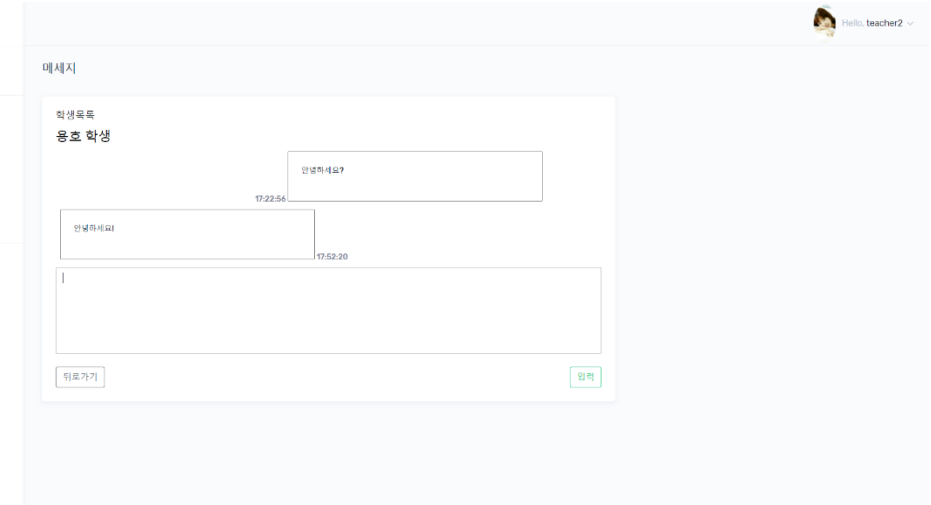 Hello, teacher2
메세지
학생목록
용호 학생
안녕하세요?
17:22:56
안녕하세요!
17:52:20
뒤로가기
입력